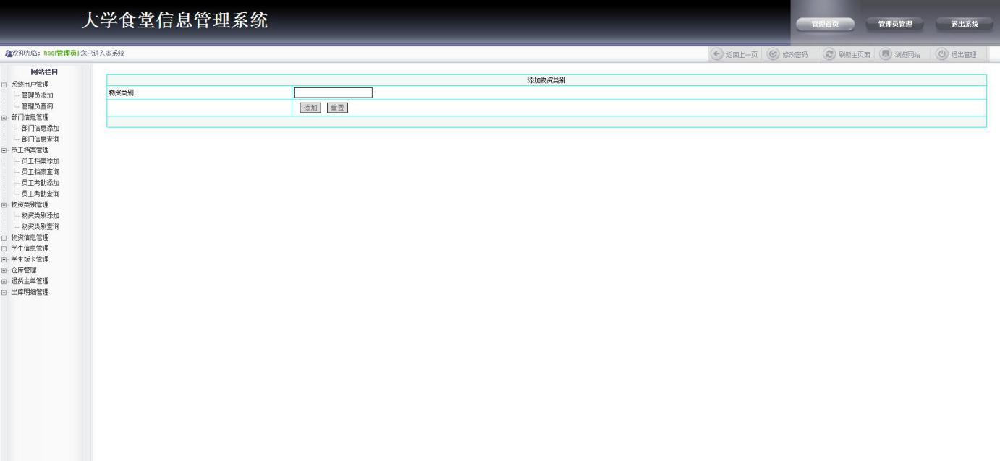 大学食堂信息管理系统
管理首页 管理员管理 退出系统
欢迎光临：hsg[管理员] 您已进入本系统
返回上一页 修改密码 刷新主页面 浏览网站 退出管理
网站栏目
系统用户管理
管理员添加
管理员查询
部门信息管理
部门信息添加
部门信息查询
员工档案管理
员工档案添加
员工档案查询
员工考勤添加
员工考勤查询
物资类别管理
物资类别添加
物资类别查询
物资信息管理
学生信息管理
学生饭卡管理
仓库管理
退货主单管理
出库明细管理
添加物资类别
物资类别:
添加 重置